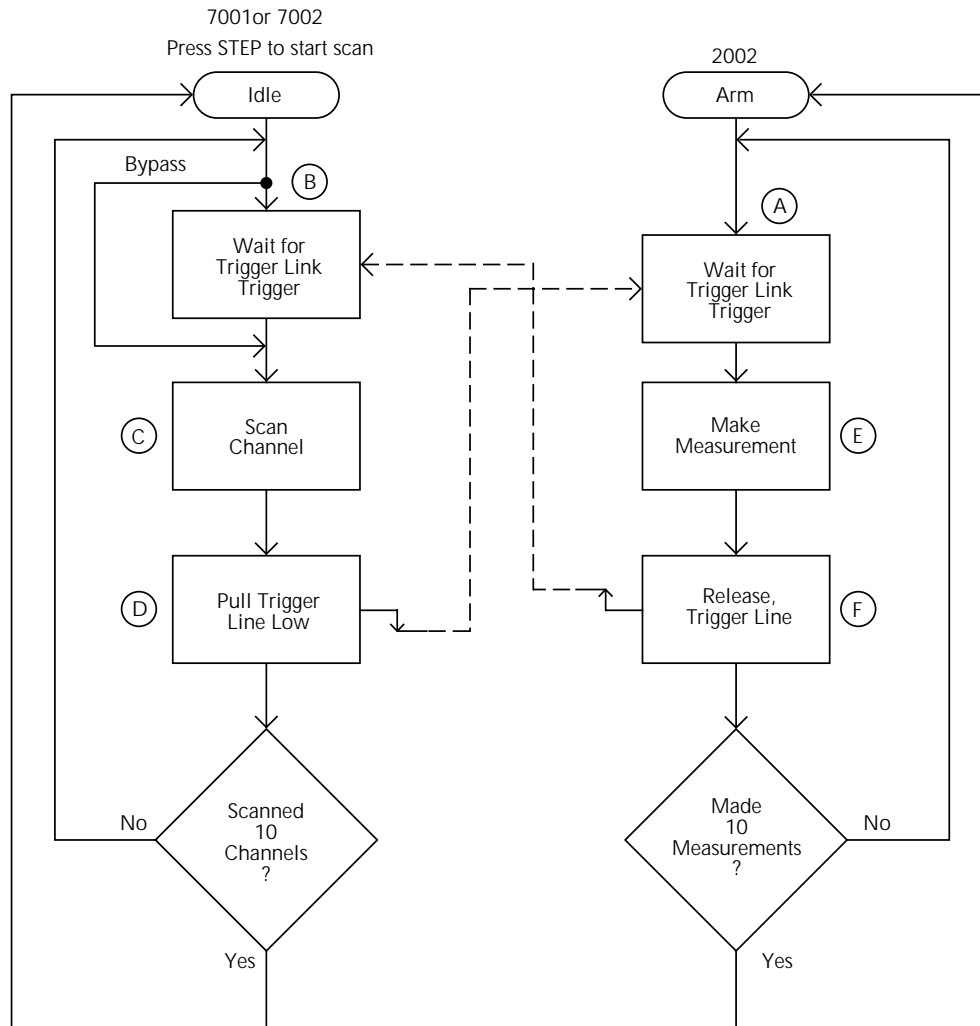 7001or 7002
Press STEP to start scan
Idle
Bypass
B
Wait for
Trigger Link
Trigger
C
Scan
Channel
D
Pull Trigger
Line Low
No
Scanned
10
Channels
?
Yes
2002
Arm
A
Wait for
Trigger Link
Trigger
Make
Measurement
E
Release,
Trigger Line
F
Made
10
Measurements
?
No
Yes